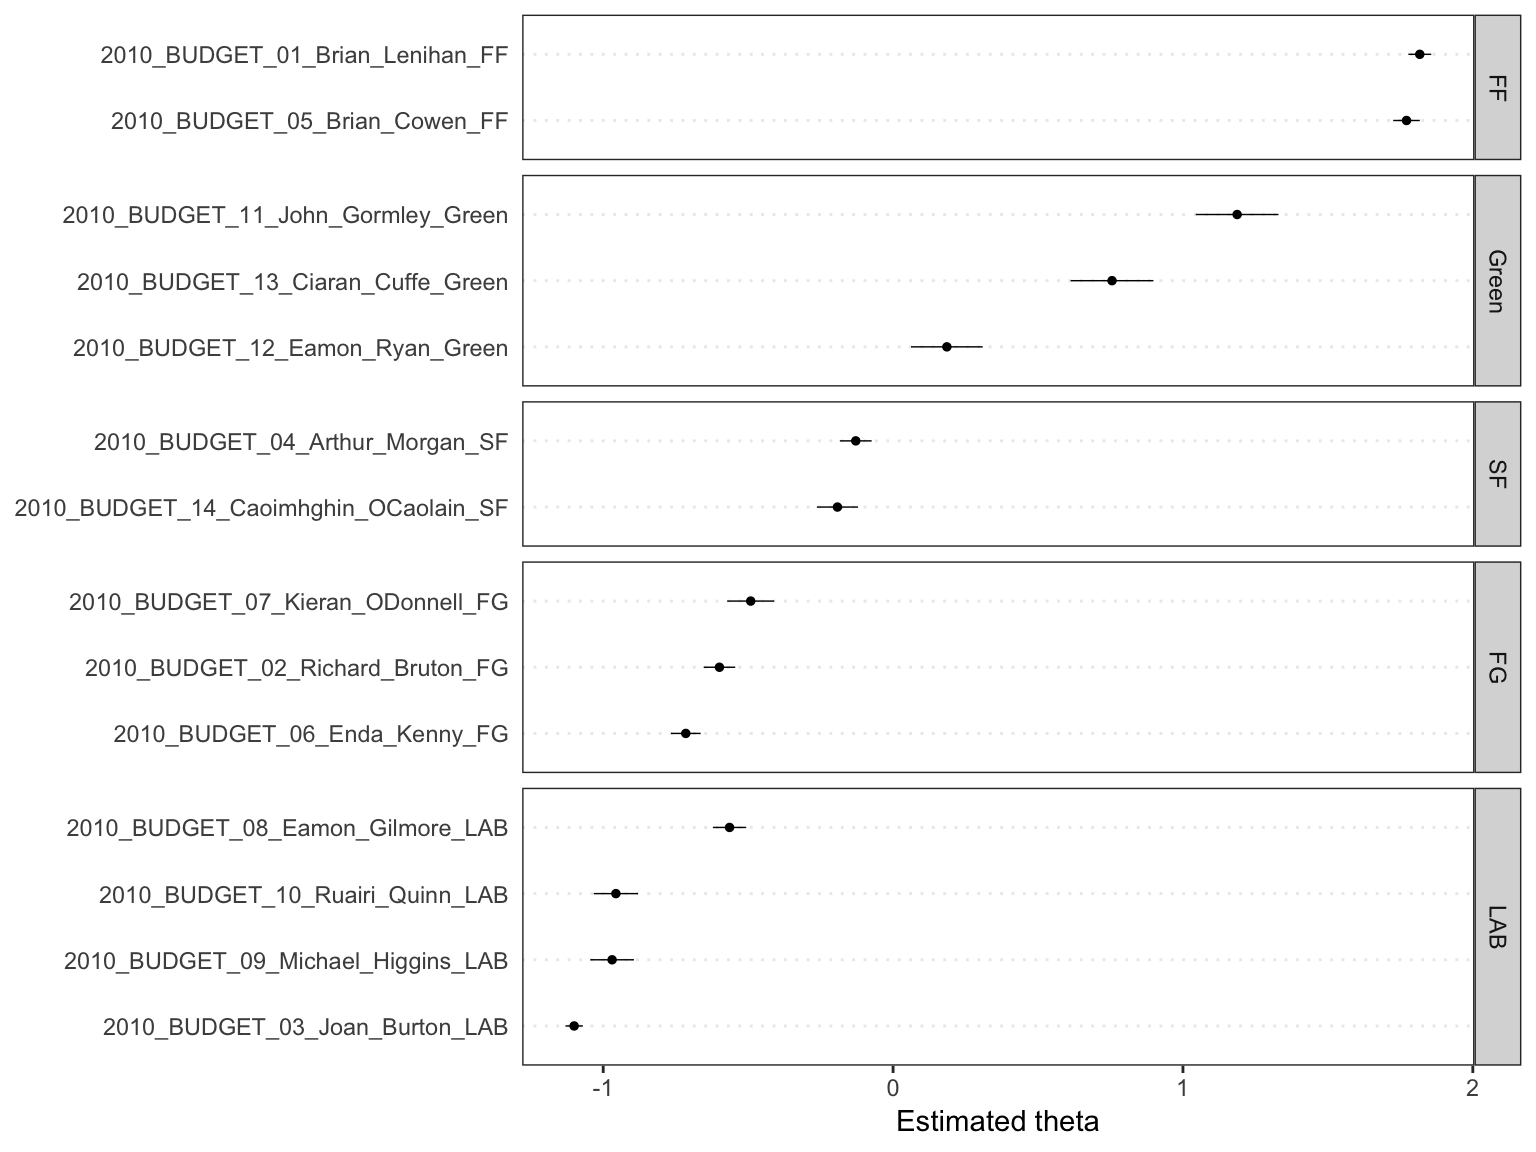 2010_BUDGET_01_Brian_Lenihan_FF
2010_BUDGET_05_Brian_Cowen_FF
FF
2010_BUDGET_11_John_Gormley_Green
2010_BUDGET_13_Ciaran_Cuffe_Green
2010_BUDGET_12_Eamon_Ryan_Green
Green
2010_BUDGET_04_Arthur_Morgan_SF
2010_BUDGET_14_Caoimhghin_OCaolain_SF
SF
2010_BUDGET_07_Kieran_ODonnell_FG
2010_BUDGET_02_Richard_Bruton_FG
2010_BUDGET_06_Enda_Kenny_FG
FG
2010_BUDGET_08_Eamon_Gilmore_LAB
2010_BUDGET_10_Ruairi_Quinn_LAB
2010_BUDGET_09_Michael_Higgins_LAB
2010_BUDGET_03_Joan_Burton_LAB
LAB
-1 0 1 2
Estimated theta